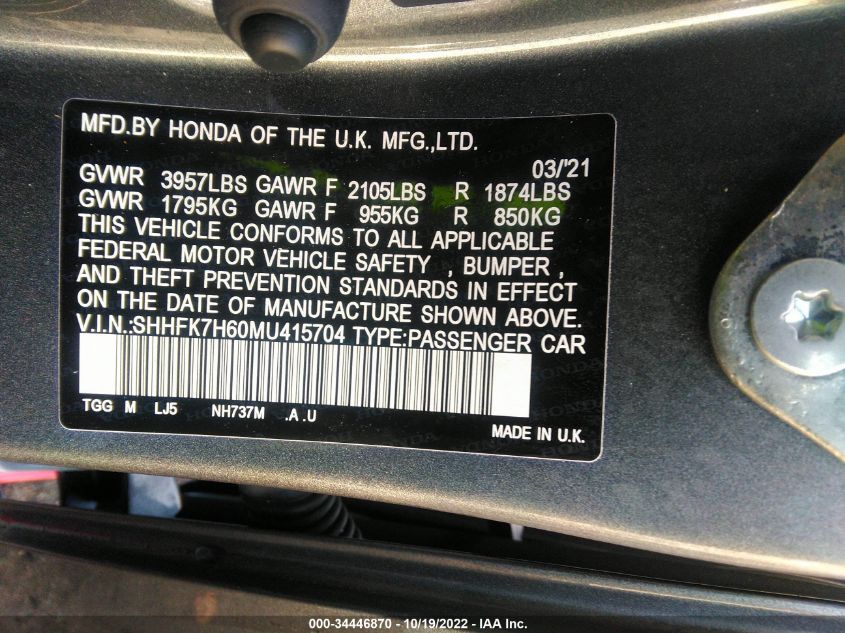 MFD.BY HONDA OF THE U.K. MFG.,LTD.
03/'21
GVWR 3957LBS GAWR F 2105LBS R 1874LBS
GVWR 1795KG GAWR F 955KG R 850KG
THIS VEHICLE CONFORMS TO ALL APPLICABLE
FEDERAL MOTOR VEHICLE SAFETY , BUMPER ,
AND THEFT PREVENTION STANDARDS IN EFFECT
ON THE DATE OF MANUFACTURE SHOWN ABOVE.
V.I.N.:SHHFK7H60MU415704 TYPE:PASSENGER CAR
TGG M LJ5 NH737M .A .U
MADE IN U.K.
000-34446870 - 10/19/2022 - IAA Inc.